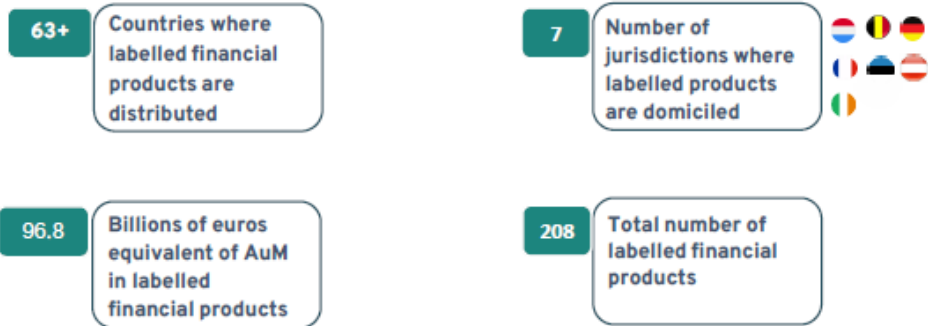 63+
Countries where
labelled financial
products are
distributed
7
Number of
jurisdictions where
labelled products
are domiciled
96.8
Billions of euros
equivalent of AuM
in labelled
financial products
208
Total number of
labelled financial
products